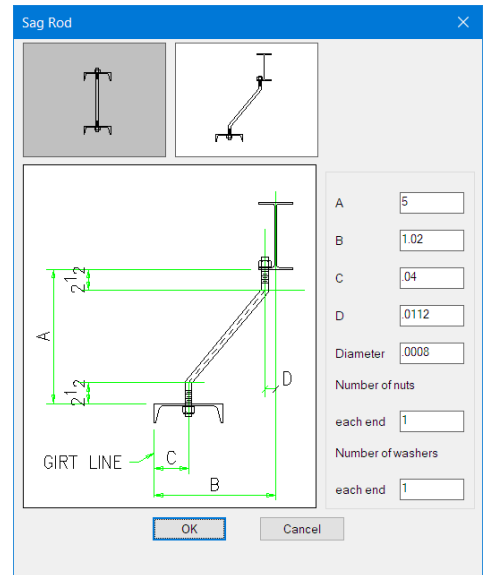 Sag Rod
A
2 1/2
2 1/2
D
GIRT LINE
C
B
A 5
B 1.02
C .04
D .0112
Diameter .0008
Number of nuts
each end 1
Number of washers
each end 1
OK Cancel